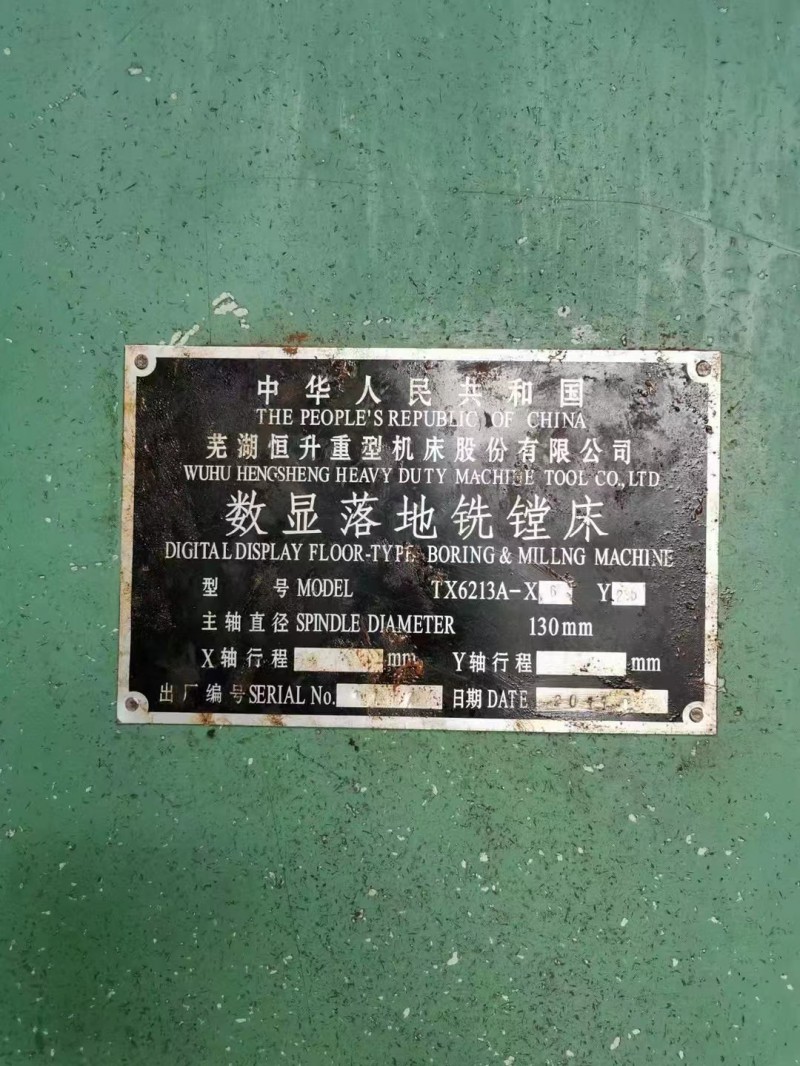 中华人民共和国
THE PEOPLE'S REPUBLIC OF CHINA
芜湖恒升重型机床股份有限公司
WUHU HENGSHENG HEAVY DUTY MACHINE TOOL CO., LTD
数显落地铣镗床
DIGITAL DISPLAY FLOOR-TYPE BORING & MILLNG MACHINE
型 号 MODEL TX6213A-X 6 Y
主轴直径 SPINDLE DIAMETER 130mm
X轴行程 mm Y轴行程 mm
出厂编号 SERIAL No. 日期 DATE